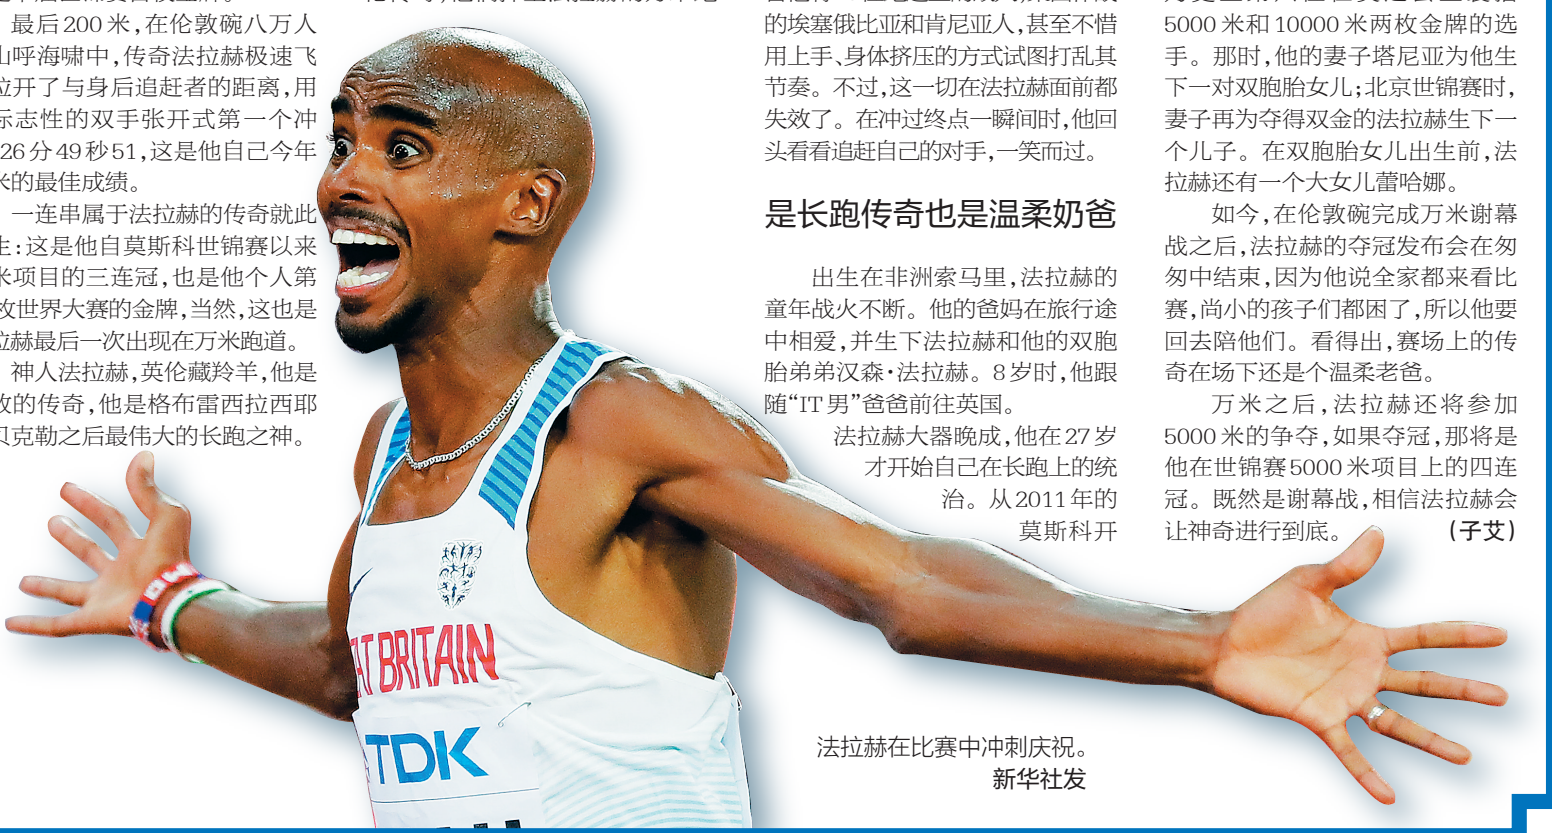 最后200米，在伦敦碗八万人
山呼海啸中，传奇法拉赫极速飞
拉开了与身后追赶者的距离，用
标志性的双手张开式第一个冲
26分49秒51，这是他自己今年
米的最佳成绩。
一连串属于法拉赫的传奇就此
生：这是他自莫斯科世锦赛以来
米项目的三连冠，也是他个人第
枚世界大赛的金牌，当然，这也是
拉赫最后一次出现在万米跑道。
神人法拉赫，英伦藏羚羊，他是
败的传奇，他是格布雷西拉西耶
贝克勒之后最伟大的长跑之神。
的埃塞俄比亚和肯尼亚人，甚至不惜
用上手、身体挤压的方式试图打乱其
节奏。不过，这一切在法拉赫面前都
失效了。在冲过终点一瞬间时，他回
头看看追赶自己的对手，一笑而过。
是长跑传奇也是温柔奶爸
出生在非洲索马里，法拉赫的
童年战火不断。他的爸妈在旅行途
中相爱，并生下法拉赫和他的双胞
胎弟弟汉森·法拉赫。8岁时，他跟
随“IT男”爸爸前往英国。
法拉赫大器晚成，他在27岁
才开始自己在长跑上的统
治。从2011年的
莫斯科开
5000米和10000米两枚金牌的选
手。那时，他的妻子塔尼亚为他生
下一对双胞胎女儿；北京世锦赛时，
妻子再为夺得双金的法拉赫生下一
个儿子。在双胞胎女儿出生前，法
拉赫还有一个大女儿蕾哈娜。
如今，在伦敦碗完成万米谢幕
战之后，法拉赫的夺冠发布会在匆
匆中结束，因为他说全家都来看比
赛，尚小的孩子们都困了，所以他要
回去陪他们。看得出，赛场上的传
奇在场下还是个温柔老爸。
万米之后，法拉赫还将参加
5000米的争夺，如果夺冠，那将是
他在世锦赛5000米项目上的四连
冠。既然是谢幕战，相信法拉赫会
让神奇进行到底。 （子艾）
AT BRITAIN
TDK
法拉赫在比赛中冲刺庆祝。
新华社发